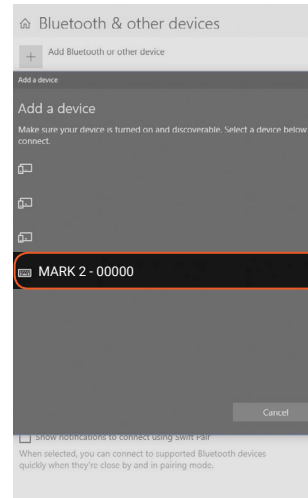 Bluetooth & other devices
Add Bluetooth or other device
Add a device
Add a device
Make sure your device is turned on and discoverable. Select a device below
connect.
MARK 2 - 00000
Cancel
Show notifications to connect using Swift Pair
When selected, you can connect to supported Bluetooth devices
quickly when they're close by and in pairing mode.